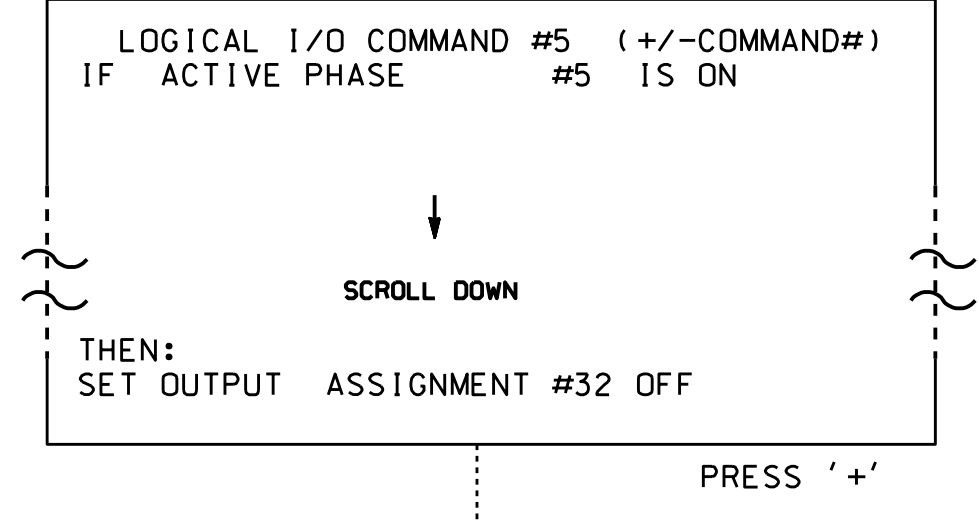 LOGICAL I/O COMMAND #5 (+/-COMMAND#)
IF ACTIVE PHASE #5 IS ON
SCROLL DOWN
THEN:
SET OUTPUT ASSIGNMENT #32 OFF
PRESS '+'